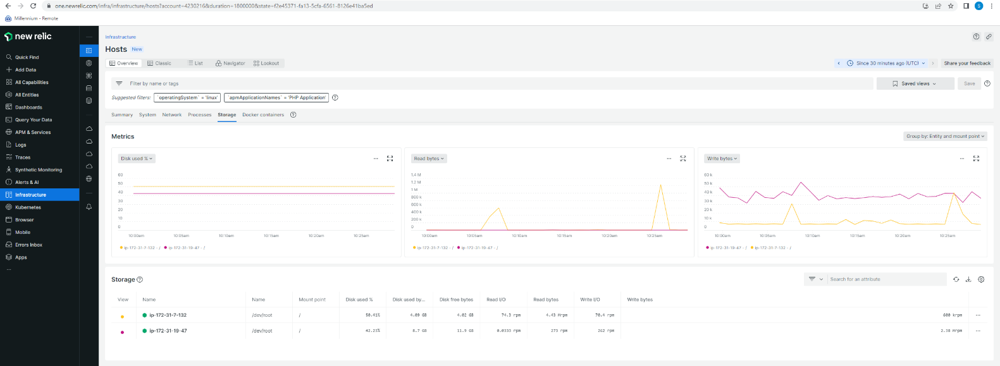 one.newrelic.com/infra/infrastructure/hosts?account=4230216&duration=1800000&state=f2e45371-fa13-5cfa-6561-8126e41ba5ed
S
Millennium - Remote
new relic
Quick Find
Add Data
All Capabilities
All Entities
Dashboards
Query Your Data
APM & Services
Logs
Traces
Synthetic Monitoring
Alerts & AI
Infrastructure
Kubernetes
Browser
Mobile
Errors Inbox
Apps
...
Infrastructure
Hosts New
Overview Classic List Navigator Lookout
Since 30 minutes ago (UTC) Share your feedback
Filter by name or tags Saved views Save
Suggested filters: `operatingSystem` = 'linux' `apmApplicationNames` = 'PHP Application'
Summary System Network Processes Storage Docker containers
Metrics
Group by: Entity and mount point
Disk used %
60
50
40
30
20
10
0
10:00am 10:05am 10:10am 10:15am 10:20am 10:25am
ip-172-31-7-132 - / ip-172-31-19-47 - /
Read bytes
1.4 M
1.2 M
1 M
800 k
600 k
400 k
200 k
0
10:00am 10:05am 10:10am 10:15am 10:20am 10:25am
ip-172-31-7-132 - / ip-172-31-19-47 - /
Write bytes
60 k
50 k
40 k
30 k
20 k
10 k
0
10:00am 10:05am 10:10am 10:15am 10:20am 10:25am
ip-172-31-19-47 - / ip-172-31-7-132 - /
Storage
Search for an attribute
View Name Name Mount point Disk used % Disk used by... Disk free bytes Read I/O Read bytes Write I/O Write bytes
ip-172-31-7-132 /dev/root / 50.41% 4.09 GB 4.02 GB 74.3 rpm 4.43 Mrpm 70.4 rpm 600 krpm ...
ip-172-31-19-47 /dev/root / 42.23% 8.7 GB 11.9 GB 0.0333 rpm 273 rpm 262 rpm ...